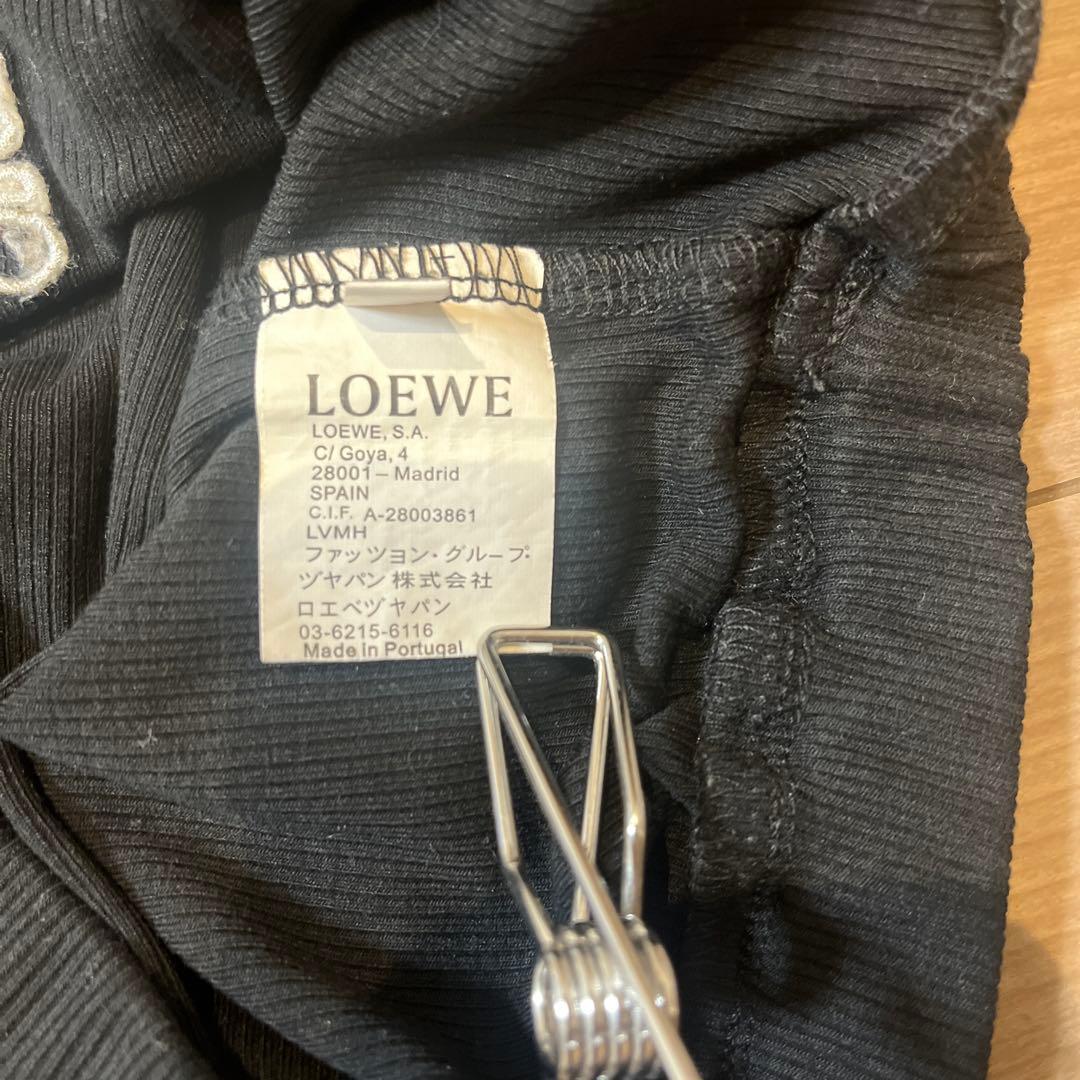 LOEWE
LOEWE, S.A.
C/ Goya, 4
28001 – Madrid
SPAIN
C.I.F. A-28003861
LVMH
ファッツョン・グループ・
ヅヤパン株式会社
ロエベヅヤパン
03-6215-6116
Made in Portugal